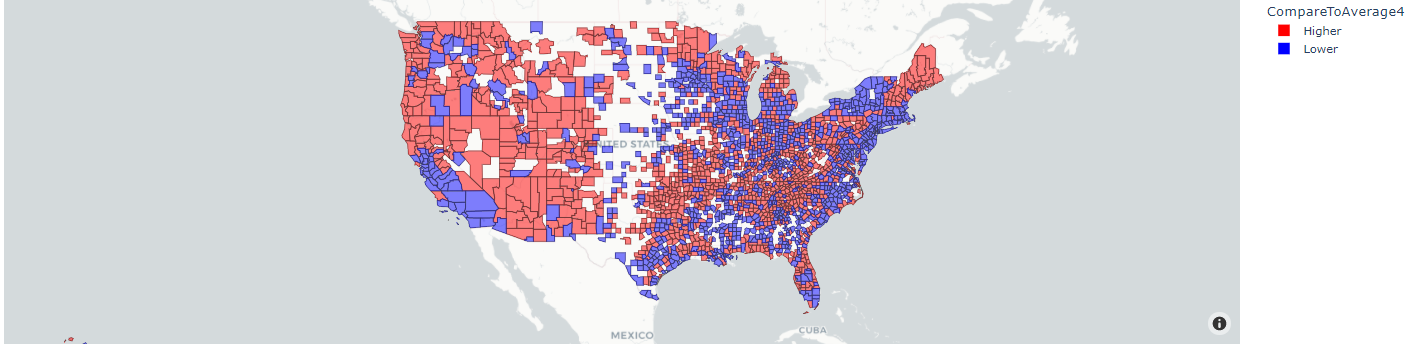 CompareToAverage4
Higher
Lower
UNITED STATES
MEXICO
CUBA